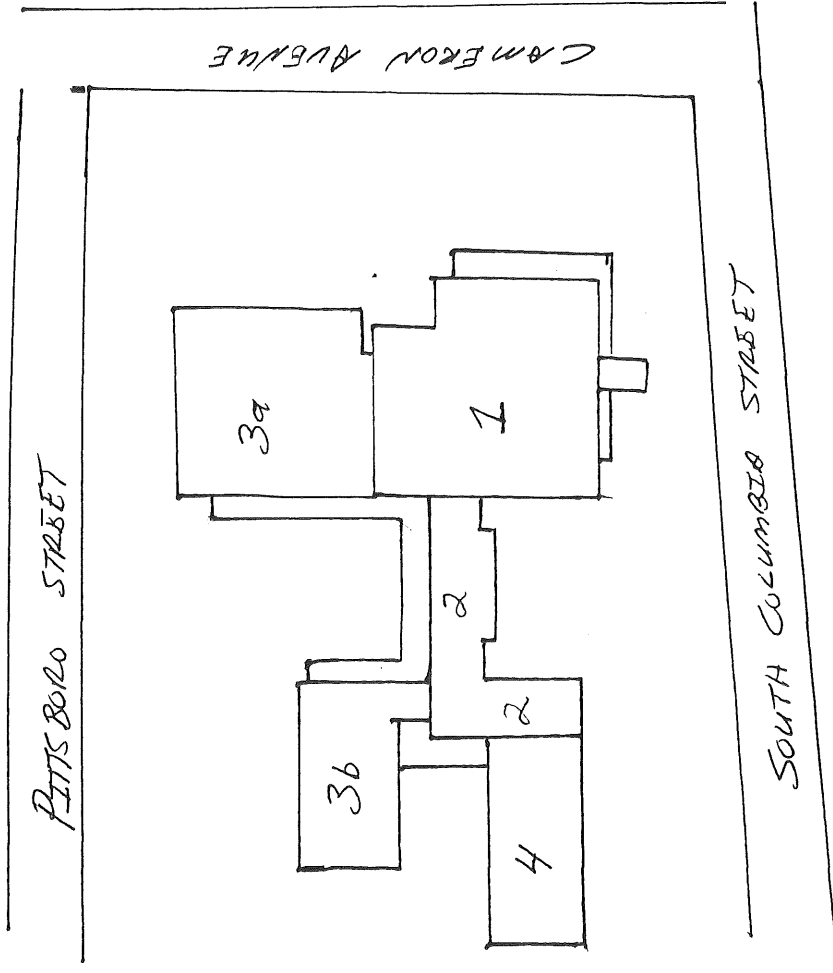 CAMERON AVENUE
PITTSBORO STREET
SOUTH COLUMBIA STREET
3a
1
2
2
3b
4